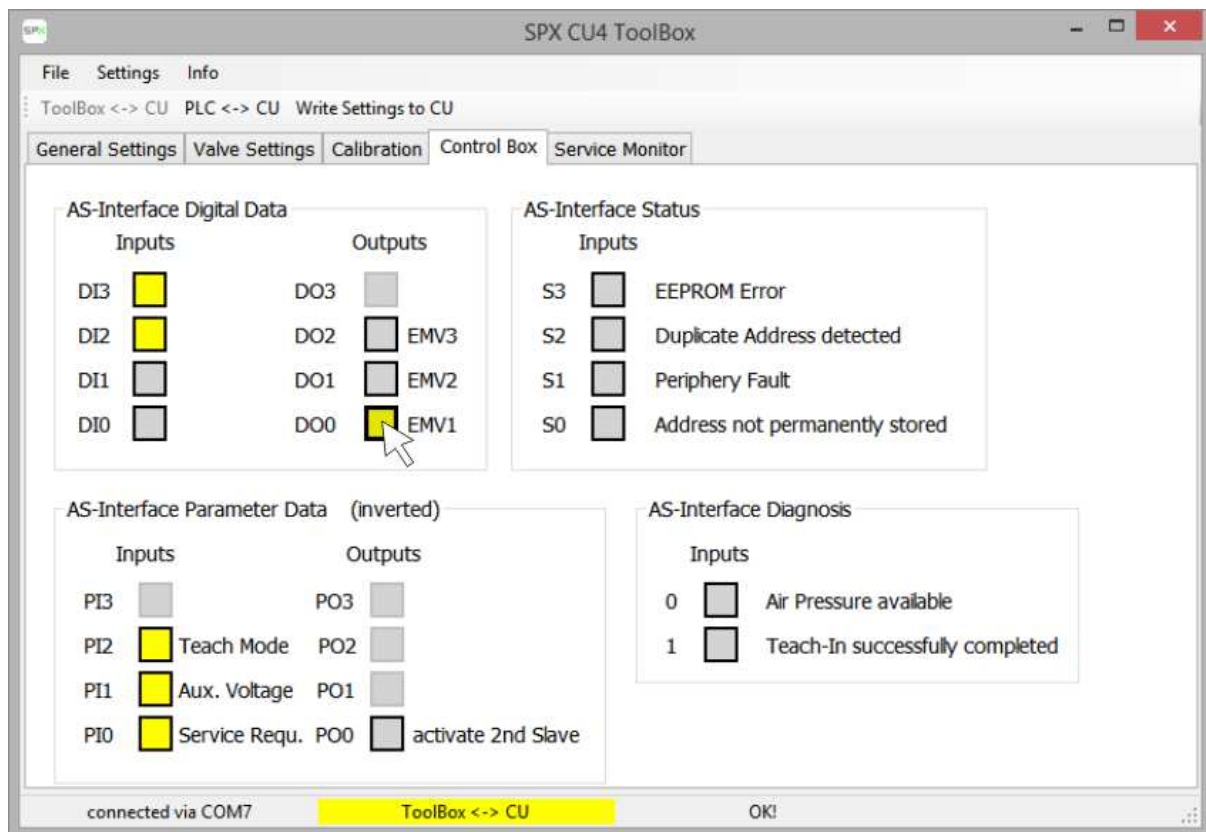 SPX
SPX CU4 ToolBox
File Settings Info
ToolBox <-> CU PLC <-> CU Write Settings to CU
General Settings Valve Settings Calibration Control Box Service Monitor
AS-Interface Digital Data
Inputs Outputs
DI3 DO3
DI2 DO2 EMV3
DI1 DO1 EMV2
DI0 DO0 EMV1
AS-Interface Status
Inputs
S3 EEPROM Error
S2 Duplicate Address detected
S1 Periphery Fault
S0 Address not permanently stored
AS-Interface Parameter Data (inverted)
Inputs Outputs
PI3 PO3
PI2 Teach Mode PO2
PI1 Aux. Voltage PO1
PI0 Service Requ. PO0 activate 2nd Slave
AS-Interface Diagnosis
Inputs
0 Air Pressure available
1 Teach-In successfully completed
connected via COM7 ToolBox <-> CU OK!